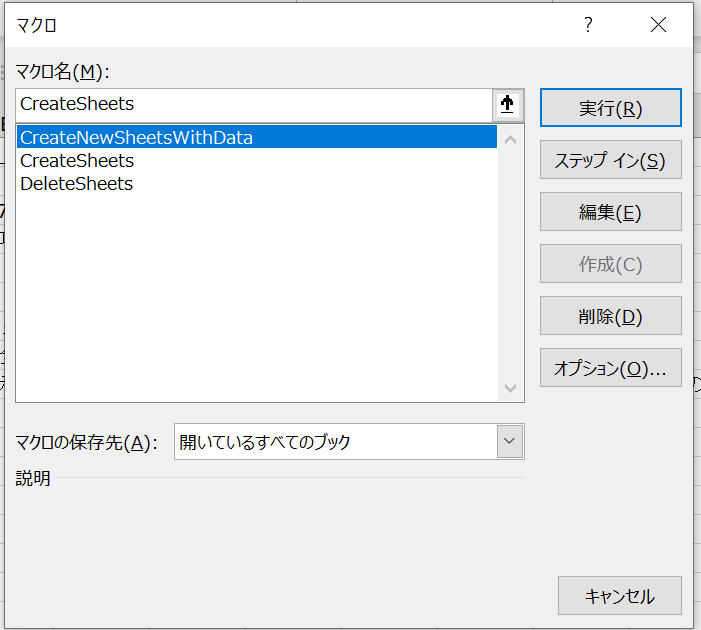 マクロ
?
マクロ名(M):
CreateSheets
CreateNewSheetsWithData
CreateSheets
DeleteSheets
実行(R)
ステップ イン(S)
編集(E)
作成(C)
削除(D)
オプション(O)...
マクロの保存先(A):
開いているすべてのブック
説明
キャンセル